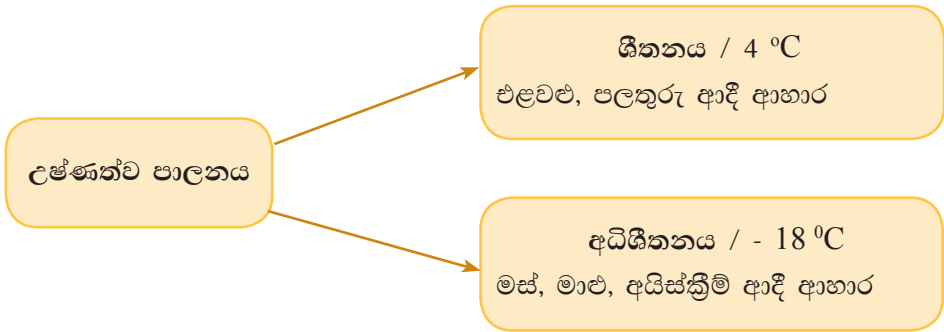 උෂ්ණත්ව පාලනය
ශීතනය / 4 ⁰C
එළවළු, පලතුරු ආදී ආහාර
අධිශීතනය / - 18 ⁰C
මස්, මාළු, අයිස්ක්‍රීම් ආදී ආහාර